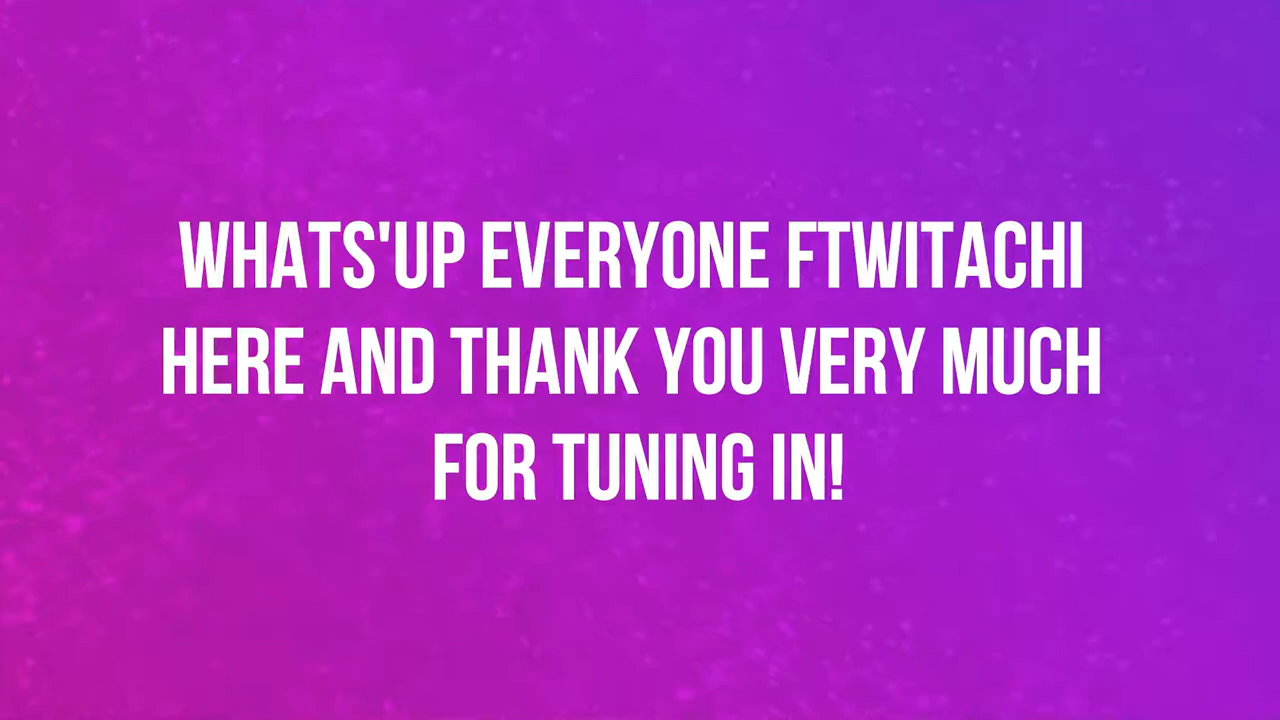 WHATS'UP EVERYONE FTWITACHI
HERE AND THANK YOU VERY MUCH
FOR TUNING IN!